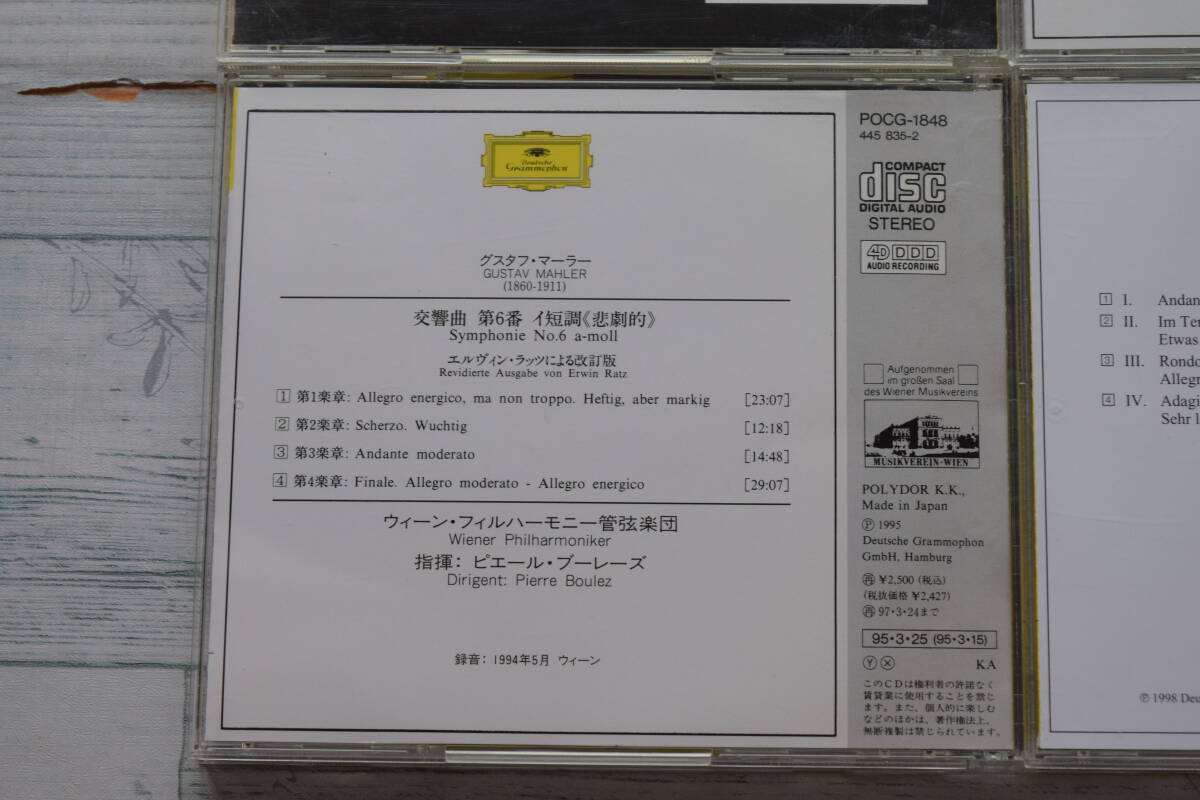 Deutsche
Grammophon
グスタフ・マーラー
GUSTAV MAHLER
(1860-1911)
交響曲 第6番 イ短調《悲劇的》
Symphonie No.6 a-moll
エルヴィン・ラッツによる改訂版
Revidierte Ausgabe von Erwin Ratz
1 第1楽章: Allegro energico, ma non troppo. Heftig, aber markig [23:07]
2 第2楽章: Scherzo. Wuchtig [12:18]
3 第3楽章: Andante moderato [14:48]
4 第4楽章: Finale. Allegro moderato - Allegro energico [29:07]
ウィーン・フィルハーモニー管弦楽団
Wiener Philharmoniker
指揮: ピエール・ブーレーズ
Dirigent: Pierre Boulez
録音: 1994年5月 ウィーン
POCG-1848
445 835-2
COMPACT
disc
DIGITAL AUDIO
STEREO
4D DDD
AUDIO RECORDING
Aufgenommen
im großen Saal
des Wiener Musikvereins
MUSIKVEREIN・WIEN
POLYDOR K.K.,
Made in Japan
Ⓟ 1995
Deutsche Grammophon
GmbH, Hamburg
再 ¥2,500 (税込)
(税抜価格 ¥2,427)
再 97・3・24まで
95・3・25 (95・3・15)
Ⓨ Ⓧ KA
このCDは権利者の許諾なく
賃貸業に使用することを禁じ
ます。また、個人的に楽しむ
などのほかは、著作権法上、
無断複製は禁じられています。
1 I. Andan
2 II. Im Ter
Etwas
3 III. Rondo
Allegr
4 IV. Adagi
Sehr l
Ⓟ 1998 Deu